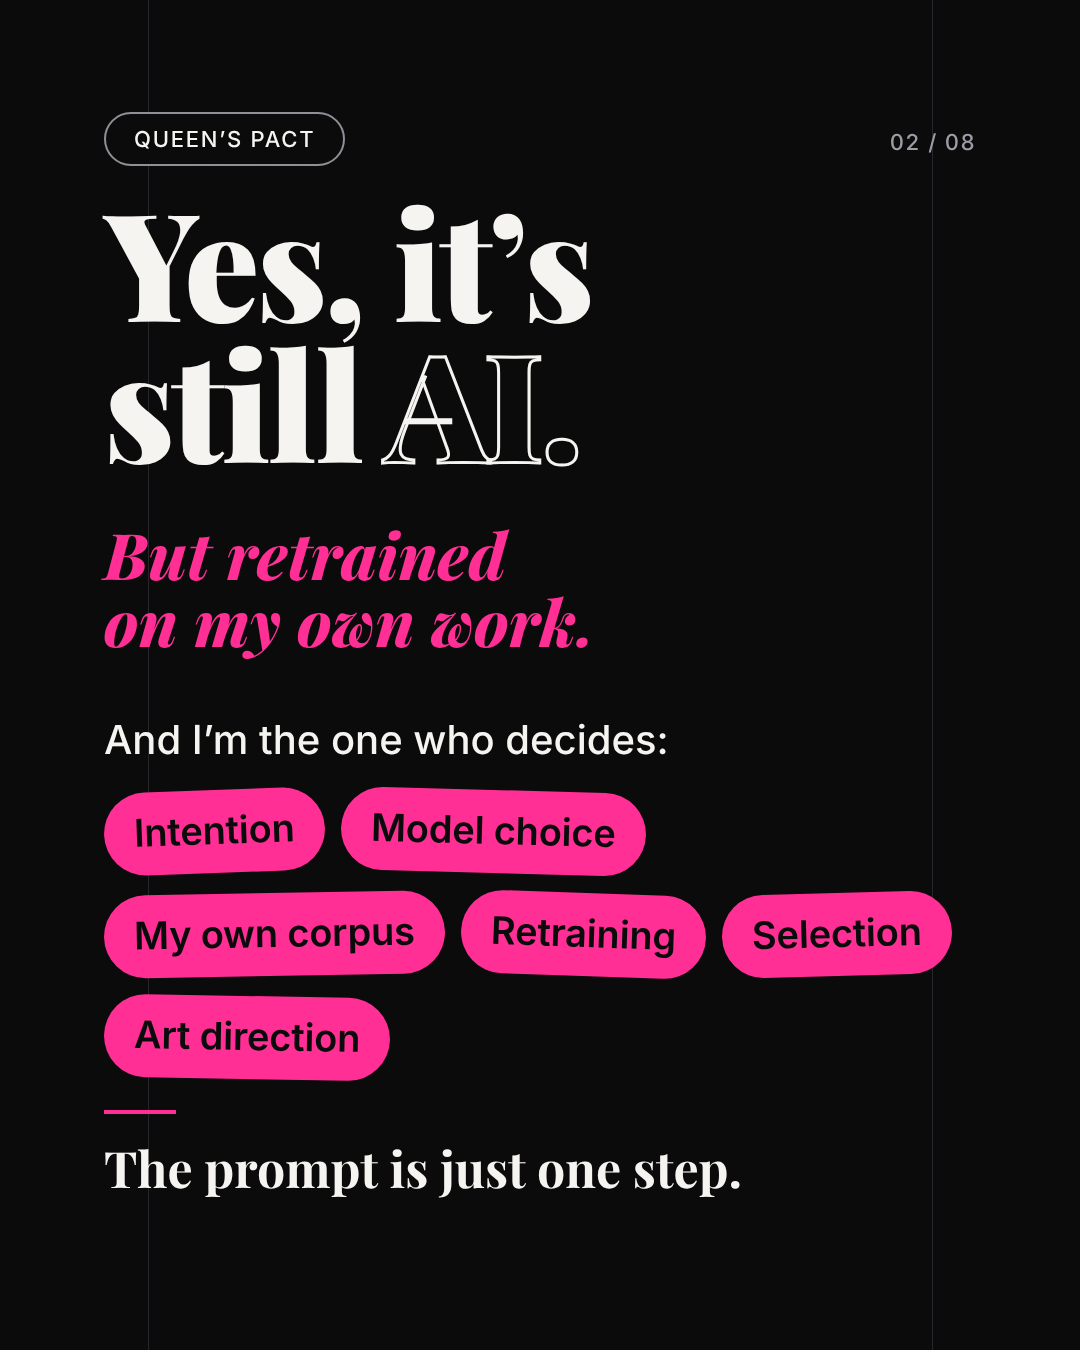 QUEEN’S PACT
02 / 08
Yes, it’s
still AI.
But retrained
on my own work.
And I’m the one who decides:
Intention
Model choice
My own corpus
Retraining
Selection
Art direction
The prompt is just one step.